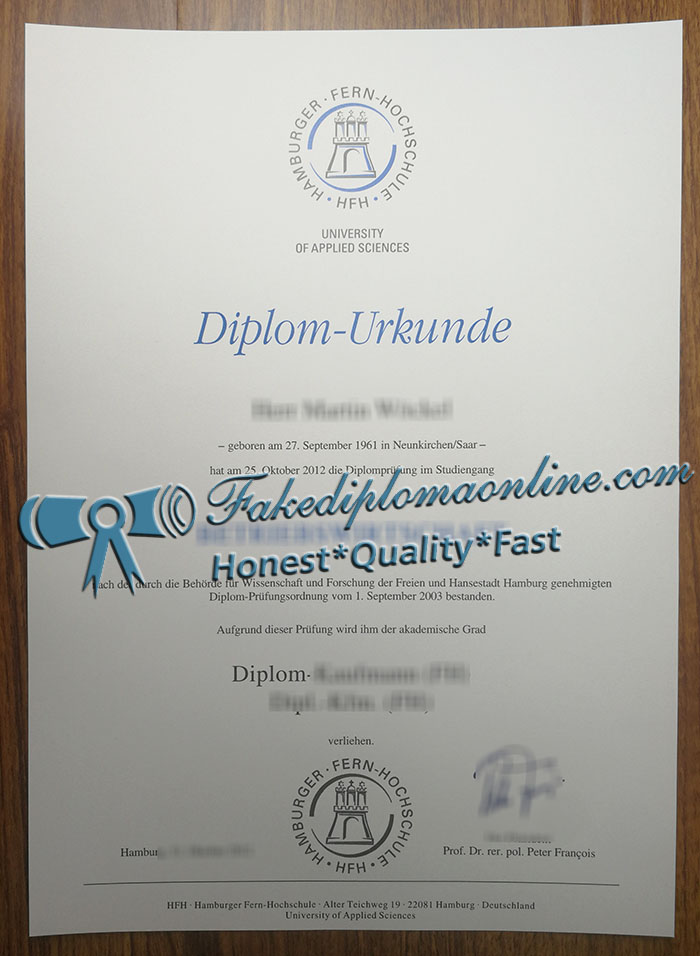 HAMBURGER · FERN-HOCHSCHULE
· HFH ·
UNIVERSITY
OF APPLIED SCIENCES
Diplom-Urkunde
– geboren am 27. September 1961 in Neunkirchen/Saar –
hat am 25. Oktober 2012 die Diplomprüfung im Studiengang
Fakediplomaonline.com
BETRIEBSWIRTSCHAFT
Honest*Quality*Fast
nach der durch die Behörde für Wissenschaft und Forschung der Freien und Hansestadt Hamburg genehmigten
Diplom-Prüfungsordnung vom 1. September 2003 bestanden.
Aufgrund dieser Prüfung wird ihm der akademische Grad
Diplom-
verliehen.
HAMBURGER · FERN-HOCHSCHULE
· HFH ·
Hamburg
Prof. Dr. rer. pol. Peter François
HFH · Hamburger Fern-Hochschule · Alter Teichweg 19 · 22081 Hamburg · Deutschland
University of Applied Sciences